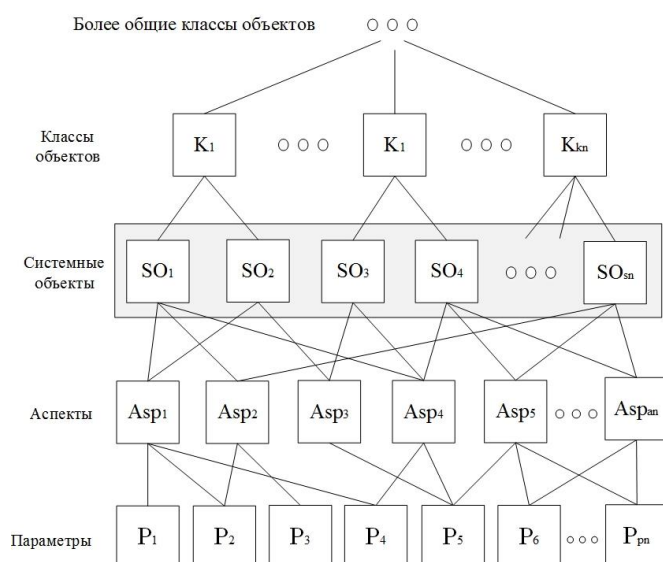 Более общие классы объектов
Классы
объектов
K1 K1 Kkn
Системные
объекты
SO1 SO2 SO3 SO4 SOsn
Аспекты
Asp1 Asp2 Asp3 Asp4 Asp5 Aspan
Параметры
P1 P2 P3 P4 P5 P6 Ppn